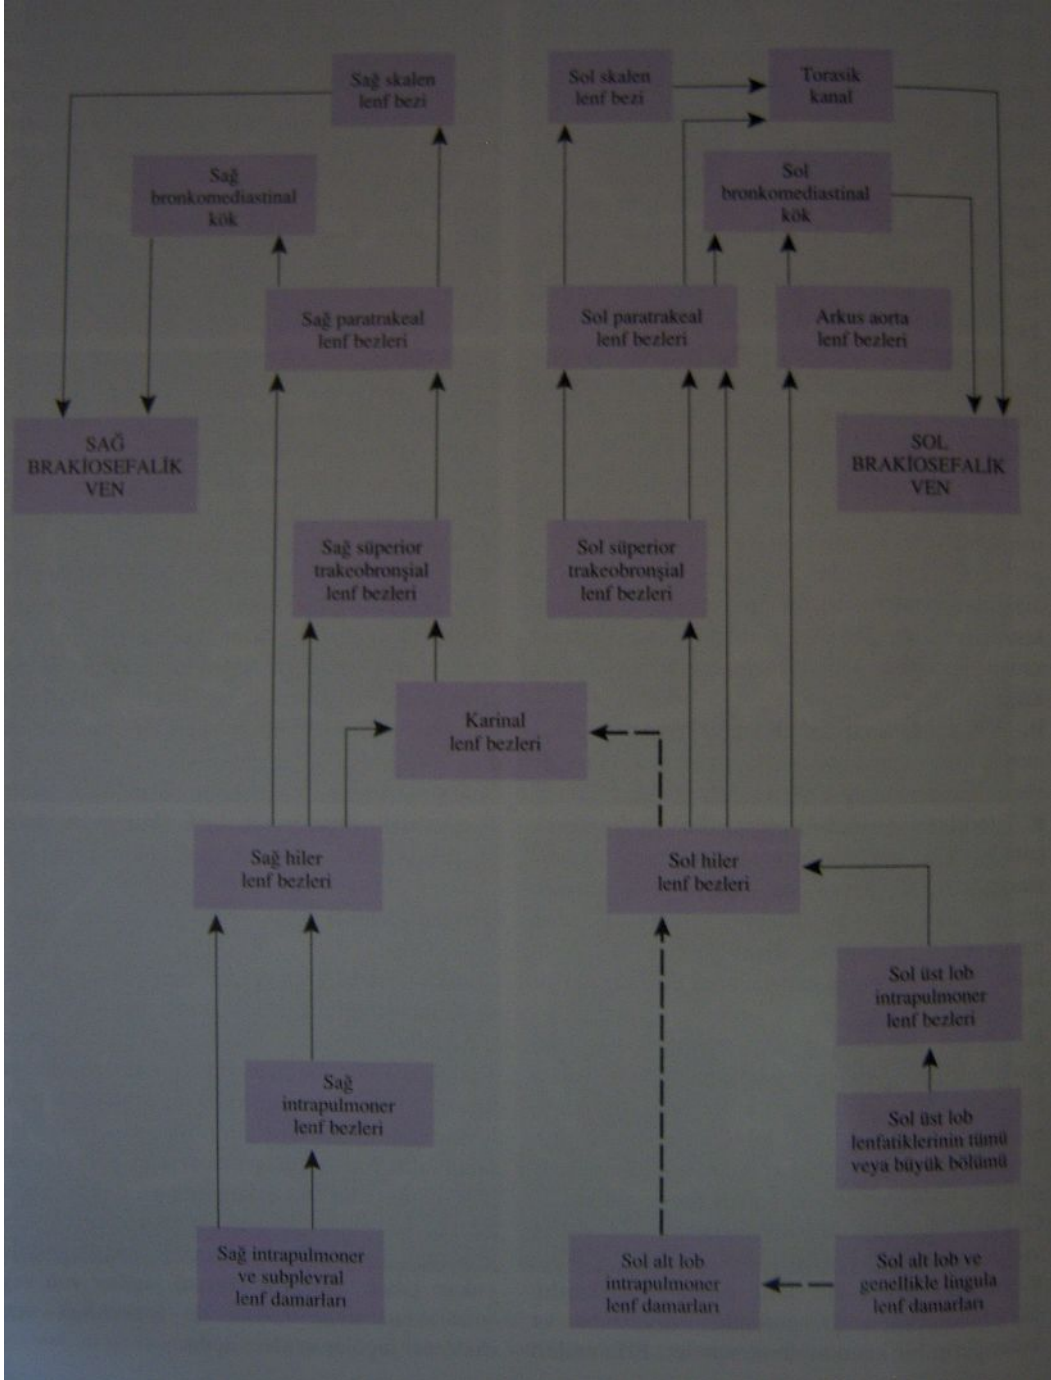 Sağ skalen
lenf bezi
Sol skalen
lenf bezi
Torasik
kanal
Sağ
bronkomediastinal
kök
Sol
bronkomediastinal
kök
Sağ paratrakeal
lenf bezleri
Sol paratrakeal
lenf bezleri
Arkus aorta
lenf bezleri
SAĞ
BRAKİOSEFALİK
VEN
SOL
BRAKİOSEFALİK
VEN
Sağ süperior
trakeobronşial
lenf bezleri
Sol süperior
trakeobronşial
lenf bezleri
Karinal
lenf bezleri
Sağ hiler
lenf bezleri
Sol hiler
lenf bezleri
Sol üst lob
intrapulmoner
lenf bezleri
Sağ
intrapulmoner
lenf bezleri
Sol üst lob
lenfatiklerinin tümü
veya büyük bölümü
Sağ intrapulmoner
ve subplevral
lenf damarları
Sol alt lob
intrapulmoner
lenf damarları
Sol alt lob ve
genellikle lingula
lenf damarları